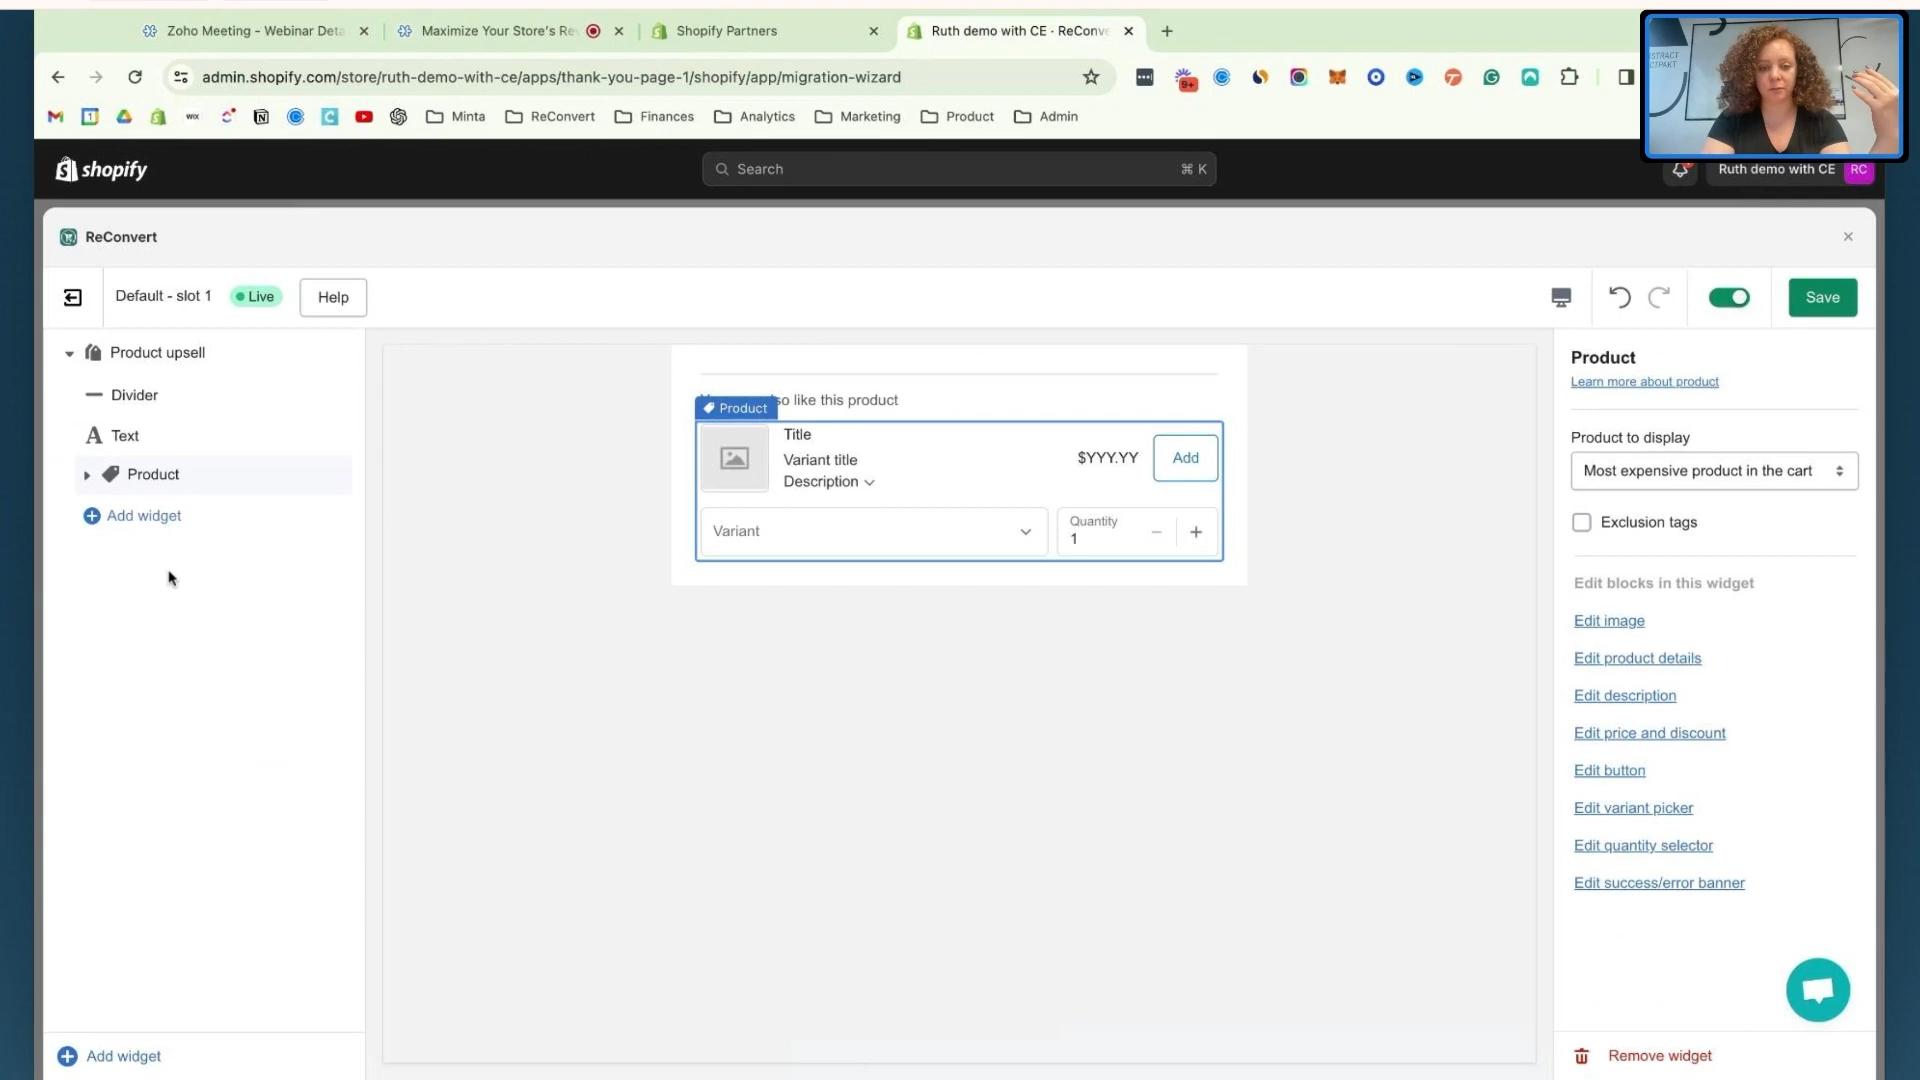 Zoho Meeting - Webinar Deta
Maximize Your Store's Re
Shopify Partners
Ruth demo with CE · ReConve
admin.shopify.com/store/ruth-demo-with-ce/apps/thank-you-page-1/shopify/app/migration-wizard
9+
Minta
ReConvert
Finances
Analytics
Marketing
Product
Admin
shopify
Search
⌘ K
Ruth demo with CE
RC
ReConvert
Default - slot 1
Live
Help
Save
Product upsell
Divider
Text
Product
Add widget
Add widget
so like this product
Product
Title
Variant title
Description
$YYY.YY
Add
Variant
Quantity
1
Product
Learn more about product
Product to display
Most expensive product in the cart
Exclusion tags
Edit blocks in this widget
Edit image
Edit product details
Edit description
Edit price and discount
Edit button
Edit variant picker
Edit quantity selector
Edit success/error banner
Remove widget